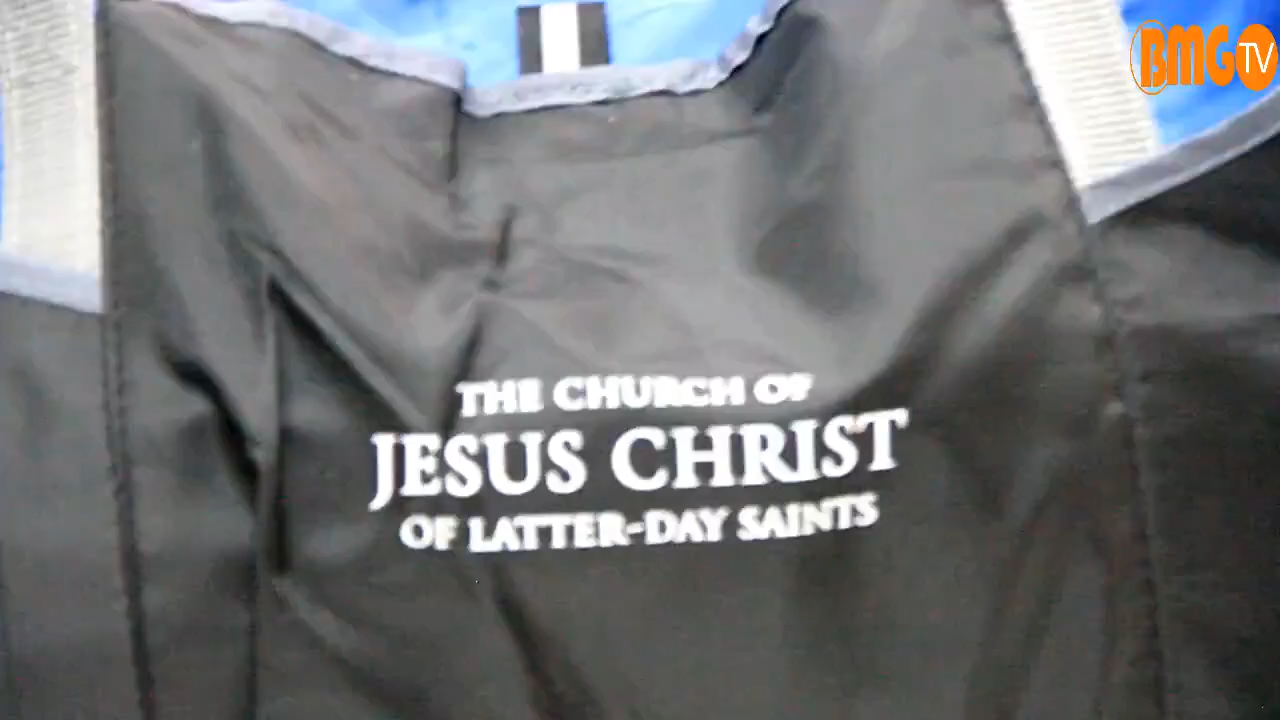 BMG TV
THE CHURCH OF
JESUS CHRIST
OF LATTER-DAY SAINTS